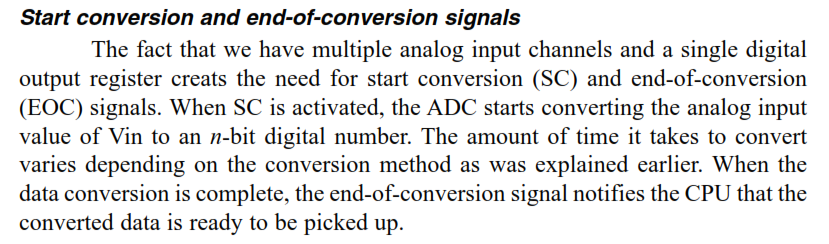 Start conversion and end-of-conversion signals
The fact that we have multiple analog input channels and a single digital
output register creats the need for start conversion (SC) and end-of-conversion
(EOC) signals. When SC is activated, the ADC starts converting the analog input
value of Vin to an n-bit digital number. The amount of time it takes to convert
varies depending on the conversion method as was explained earlier. When the
data conversion is complete, the end-of-conversion signal notifies the CPU that the
converted data is ready to be picked up.